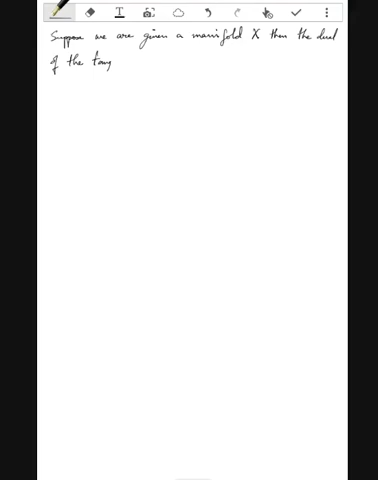 Suppose we are given a manifold X then the dual
of the tang